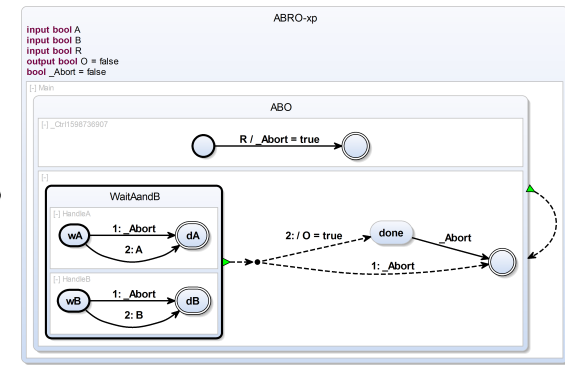 ABRO-xp
input bool A
input bool B
input bool R
output bool O = false
bool _Abort = false
[-] Main
ABO
[-] _Ctrl1598736907
R / _Abort = true
[-]
WaitAandB
[-] HandleA
wA
1: _Abort
dA
2: A
2: / O = true
done
_Abort
1: _Abort
[-] HandleB
wB
1: _Abort
dB
2: B